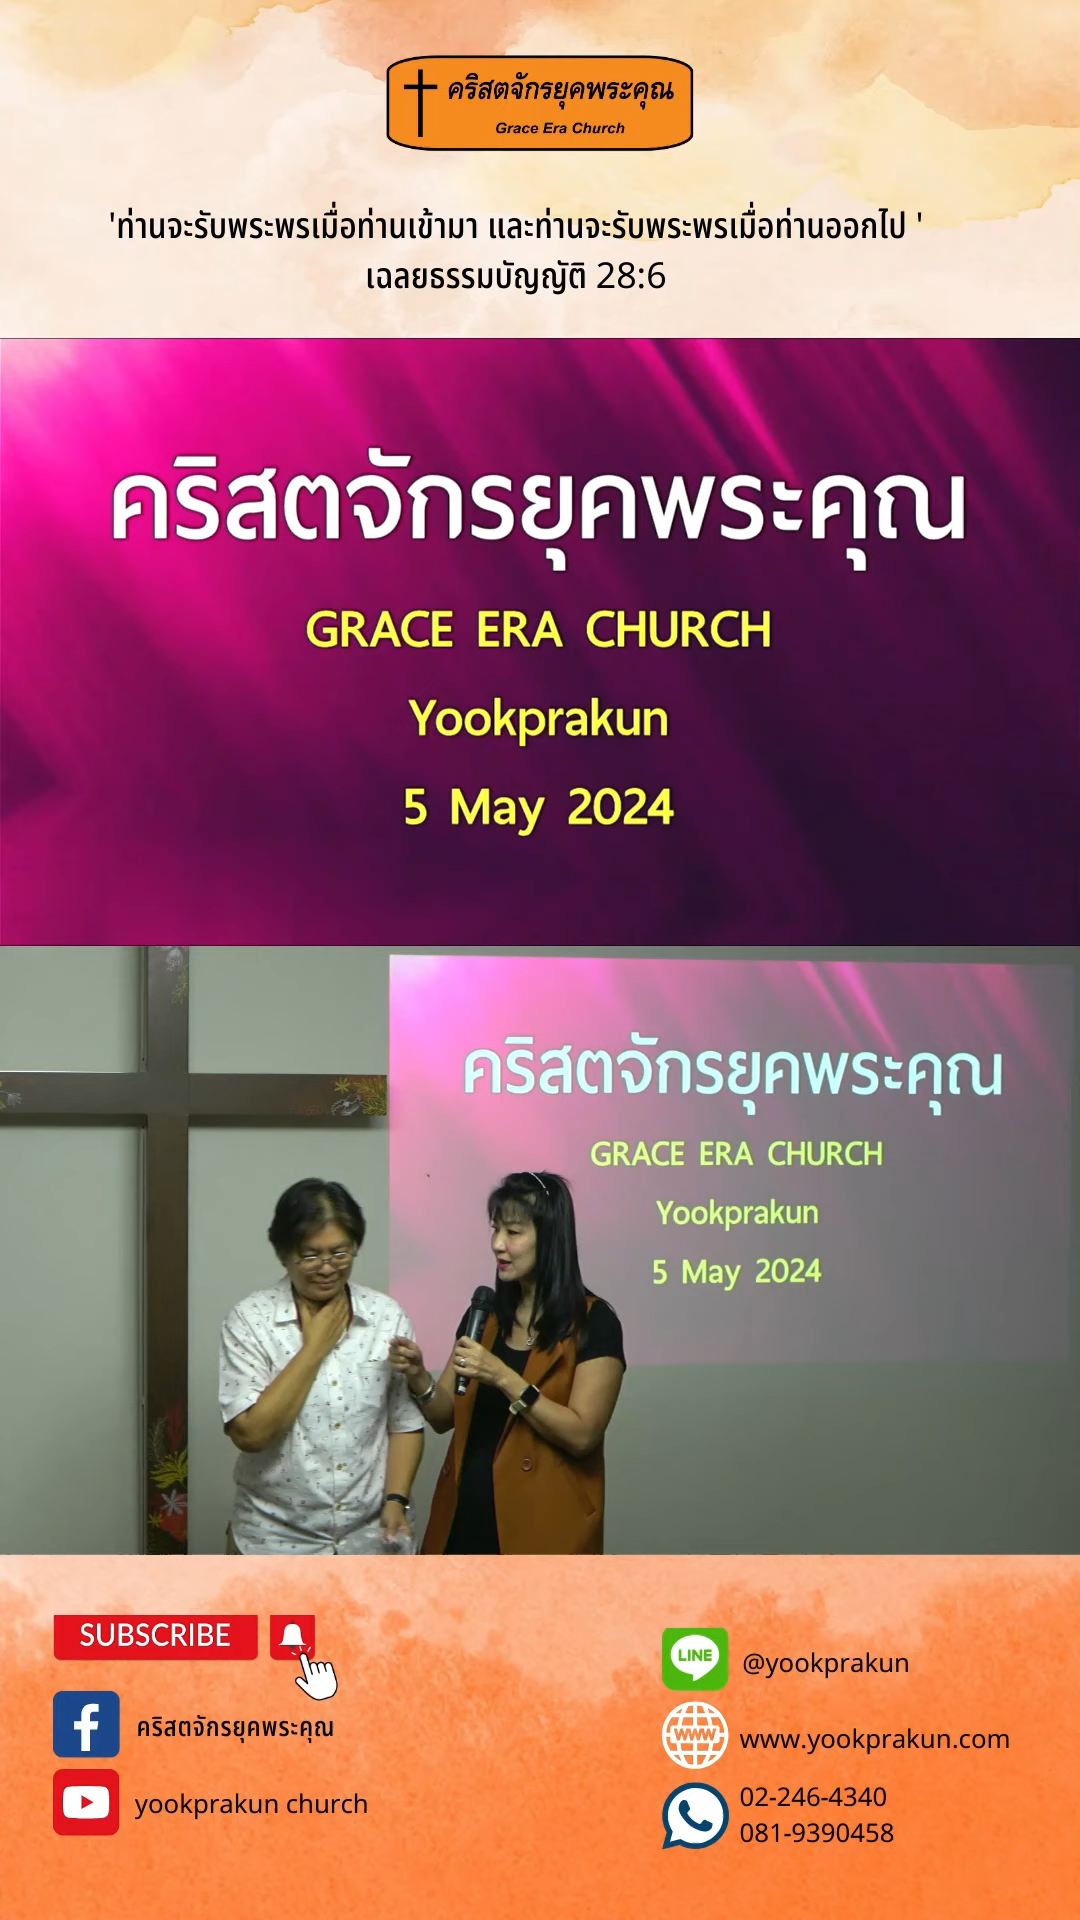 คริสตจักรยุคพระคุณ
Grace Era Church
'ท่านจะรับพระพรเมื่อท่านเข้ามา และท่านจะรับพระพรเมื่อท่านออกไป '
เฉลยธรรมบัญญัติ 28:6
คริสตจักรยุคพระคุณ
GRACE ERA CHURCH
Yookprakun
5 May 2024
คริสตจักรยุคพระคุณ
GRACE ERA CHURCH
Yookprakun
5 May 2024
SUBSCRIBE
คริสตจักรยุคพระคุณ
yookprakun church
LINE
@yookprakun
WWW
www.yookprakun.com
02-246-4340
081-9390458